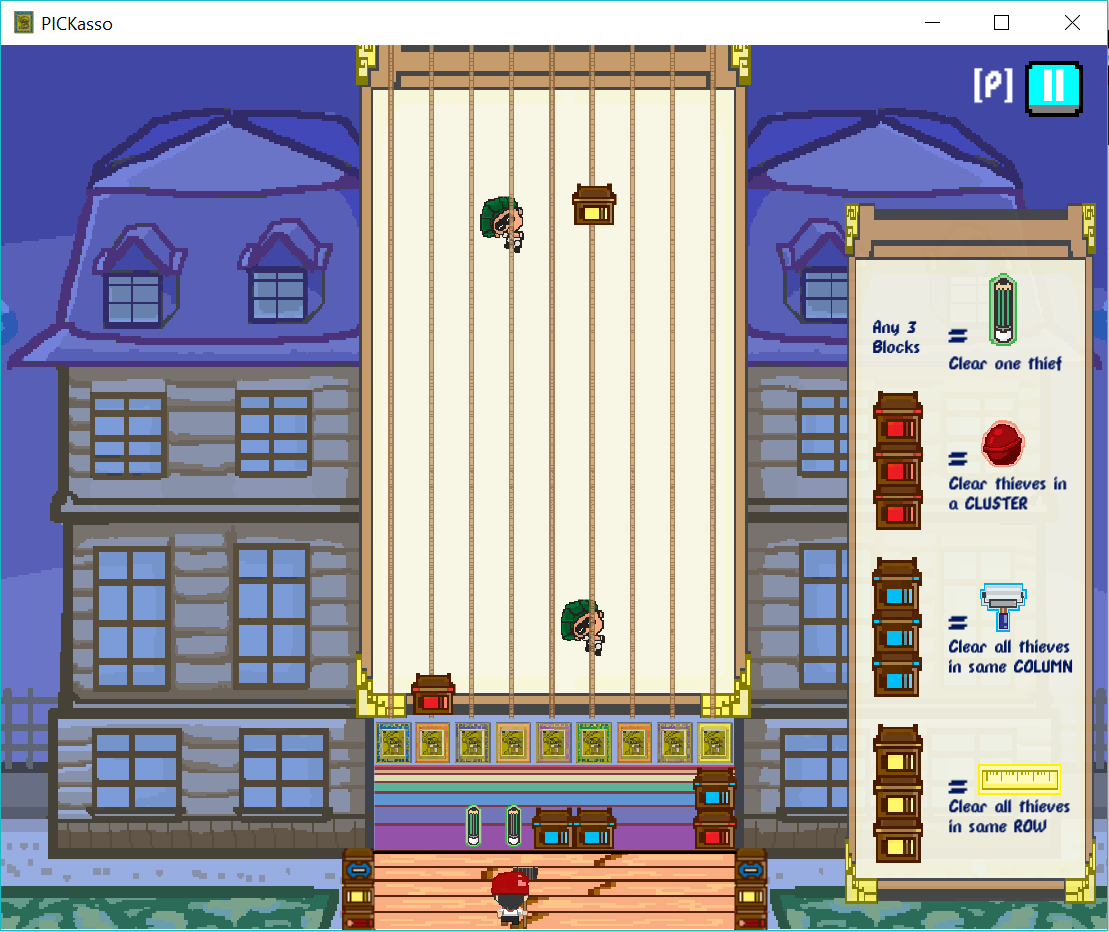 PICKasso
[P]
Any 3
Blocks
=
Clear one thief
=
Clear thieves in
a CLUSTER
=
Clear all thieves
in same COLUMN
=
Clear all thieves
in same ROW